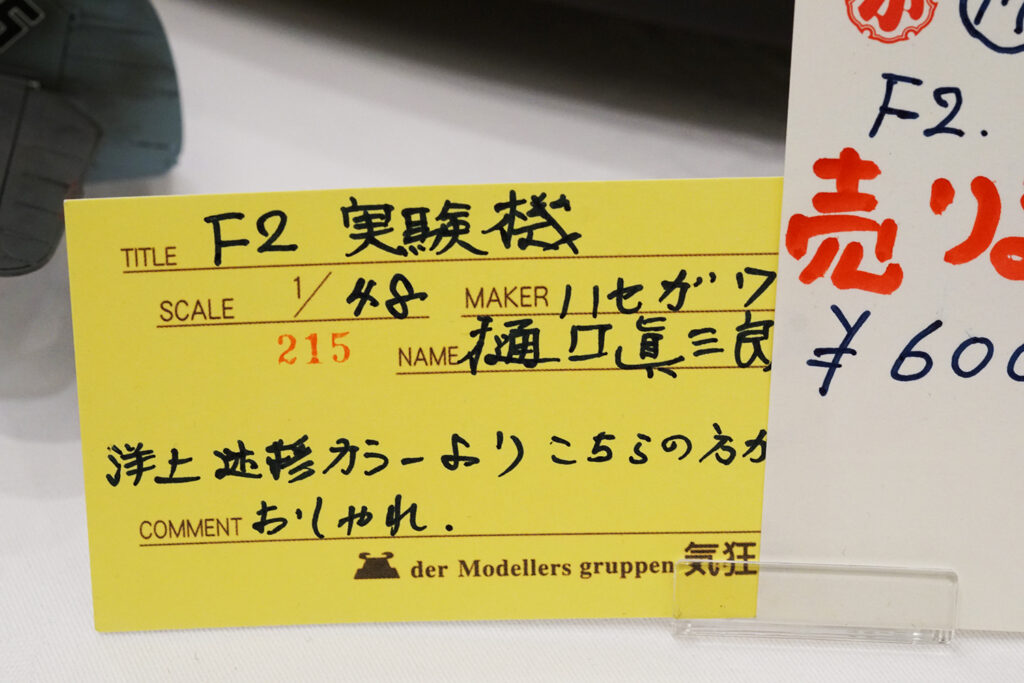 TITLE F2 実験機
SCALE 1/48 MAKER ハセガワ
215 NAME 樋口眞三良
洋上迷彩カラーよりこちらの方が
COMMENT おしゃれ.
der Modellers gruppen 気狂
F2.
売りま
¥600